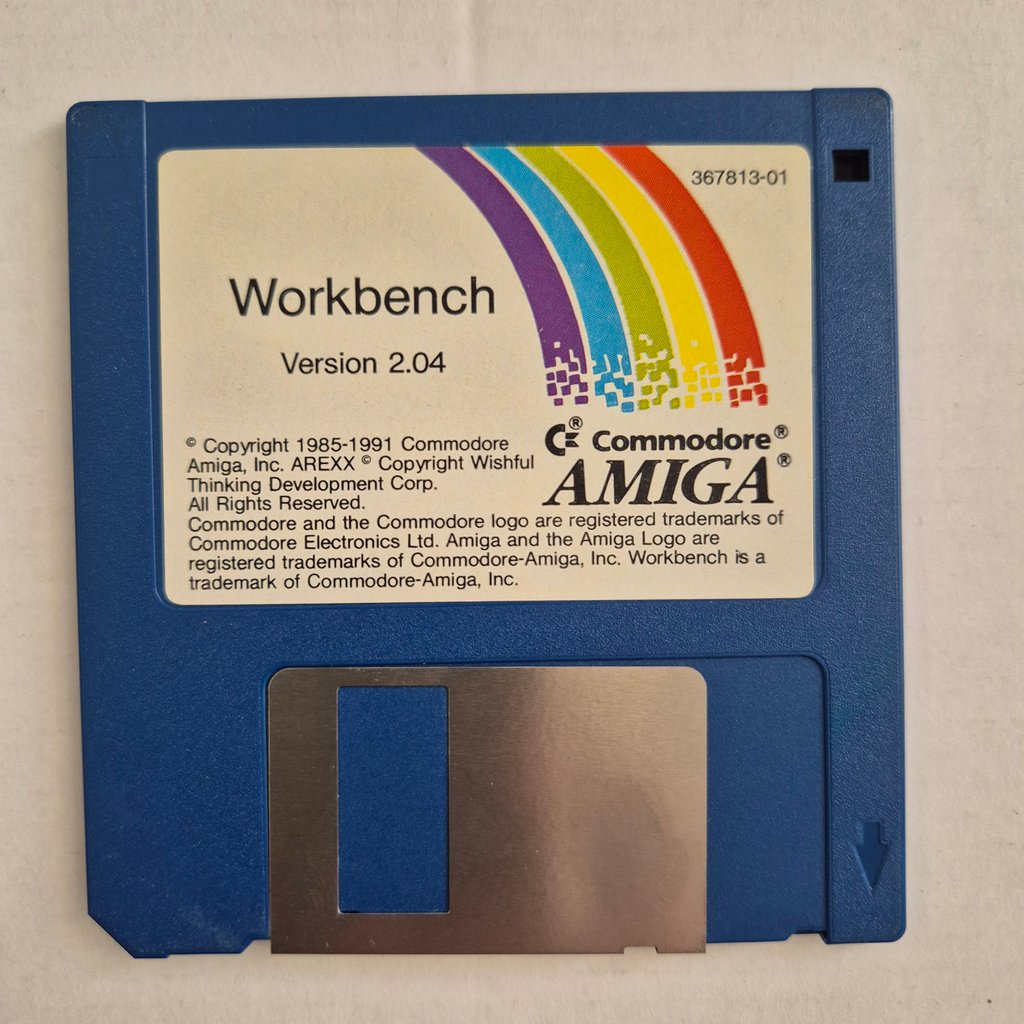 367813-01
Workbench
Version 2.04
© Copyright 1985-1991 Commodore
Amiga, Inc. AREXX © Copyright Wishful
Thinking Development Corp.
All Rights Reserved.
® Commodore®
AMIGA®
Commodore and the Commodore logo are registered trademarks of
Commodore Electronics Ltd. Amiga and the Amiga Logo are
registered trademarks of Commodore-Amiga, Inc. Workbench is a
trademark of Commodore-Amiga, Inc.